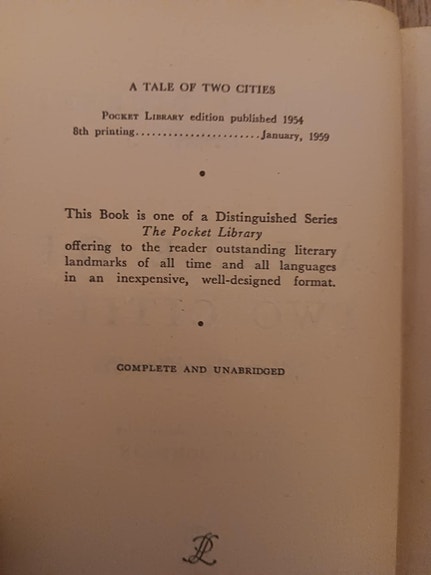 A TALE OF TWO CITIES
POCKET LIBRARY edition published 1954
8th printing.......................January, 1959
This Book is one of a Distinguished Series
The Pocket Library
offering to the reader outstanding literary
landmarks of all time and all languages
in an inexpensive, well-designed format.
COMPLETE AND UNABRIDGED
PL